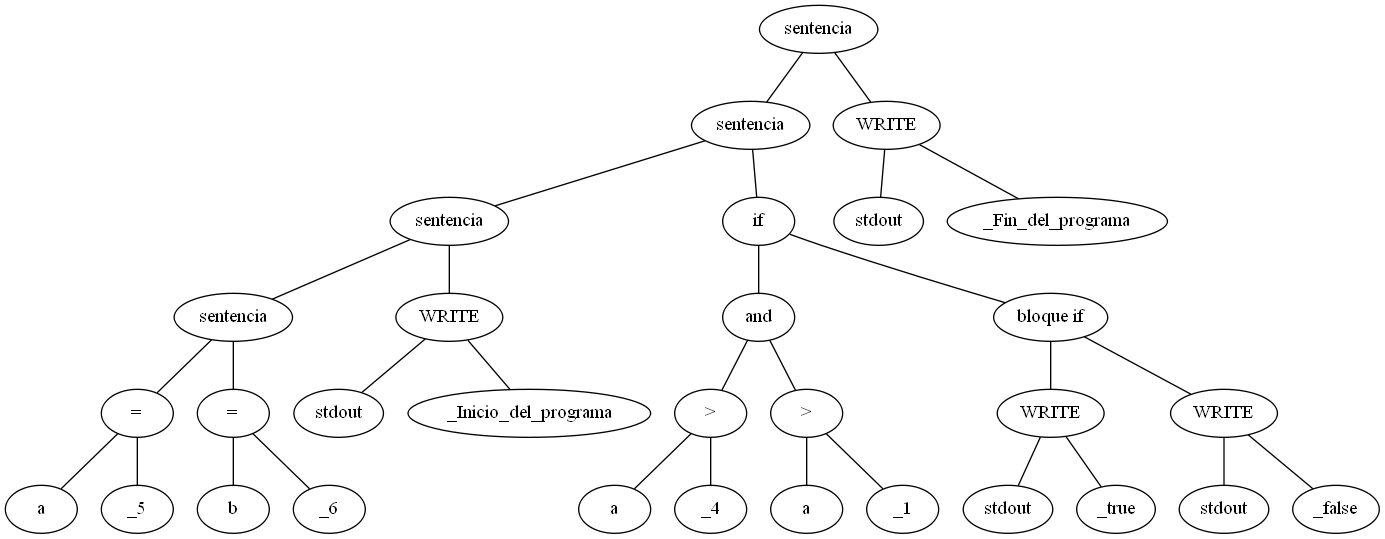 sentencia
sentencia WRITE
sentencia if stdout _Fin_del_programa
sentencia WRITE and bloque if
= = stdout _Inicio_del_programa > > WRITE WRITE
a _5 b _6 a _4 a _1 stdout _true stdout _false